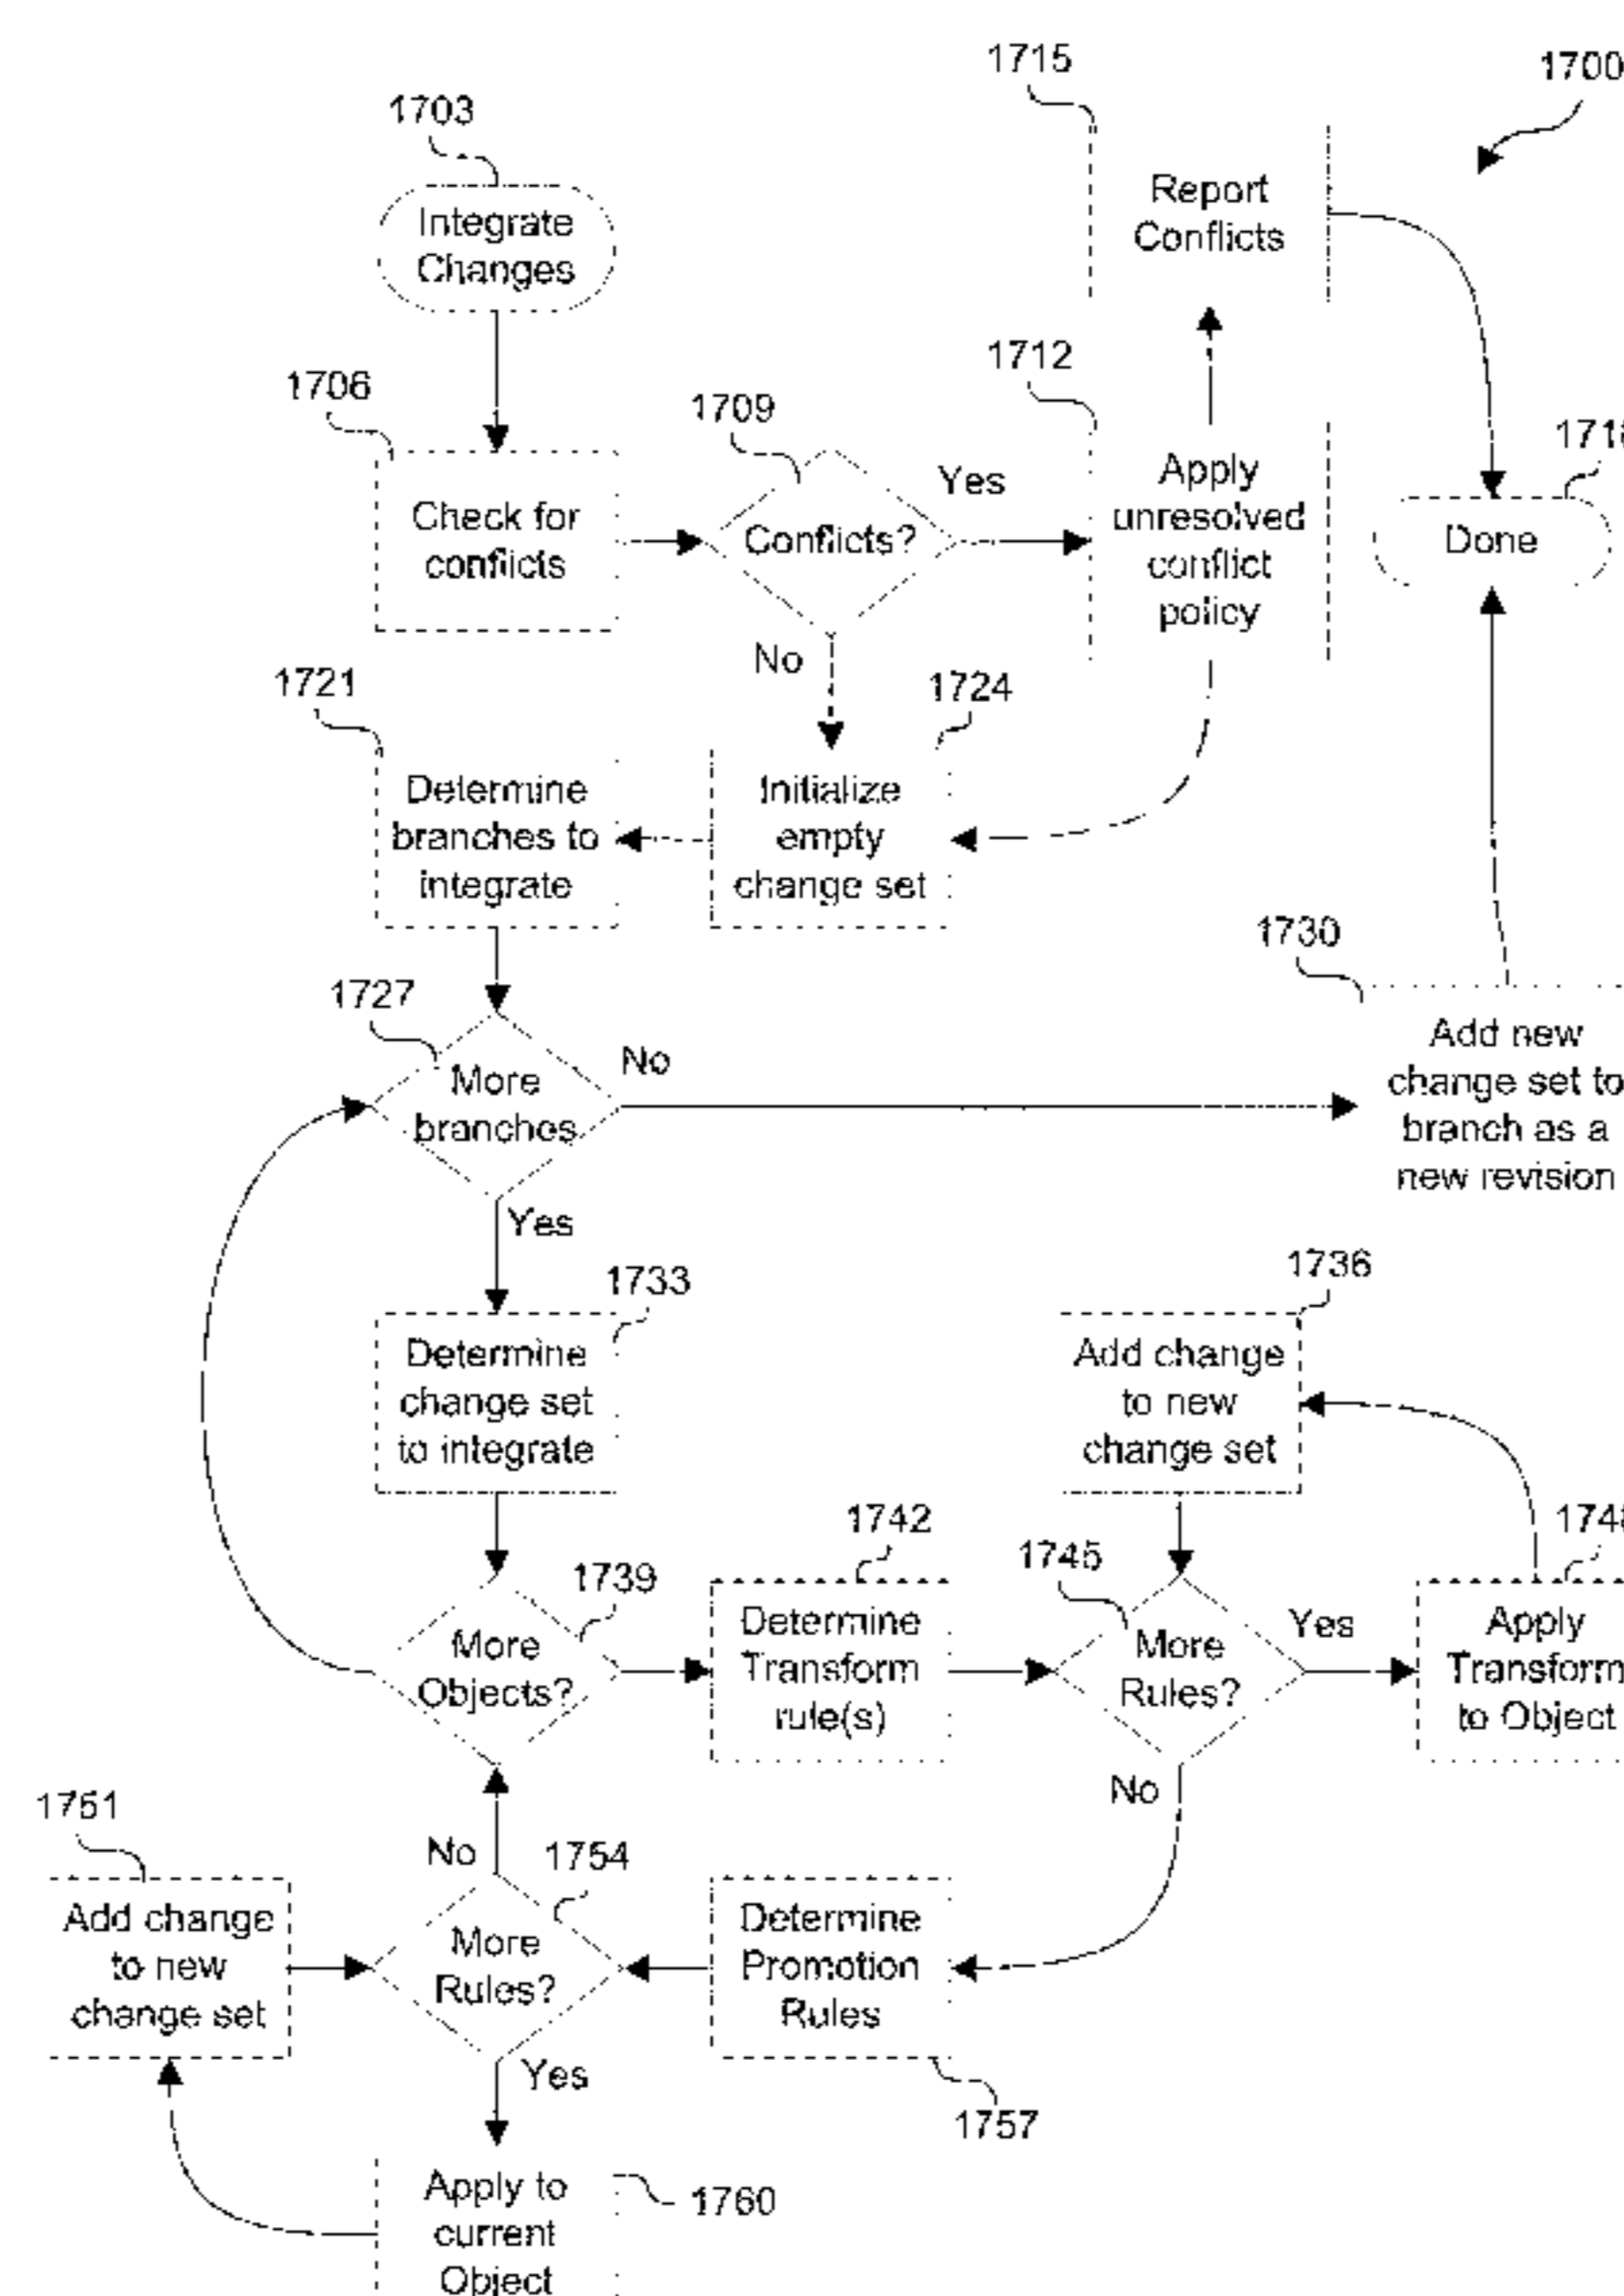 1715
1700
1703
Report
Conflicts
Integrate
Changes
1712
1706
1709
Yes
Apply
unresolved
conflict
policy
Done
Check for
conflicts
Conflicts?
No
1721
1724
Determine
branches to
integrate
Initialize
empty
change set
1730
1727
No
More
branches
Add new
change set to
branch as a
new revision
Yes
1733
1736
Determine
change set
to integrate
Add change
to new
change set
1742
1745
1739
More
Objects?
Determine
Transform
rule(s)
More
Rules?
Yes
Apply
Transform
to Object
No
1751
No
1754
Add change
to new
change set
More
Rules?
Determine
Promotion
Rules
Yes
1757
Apply to
current
Object
1760